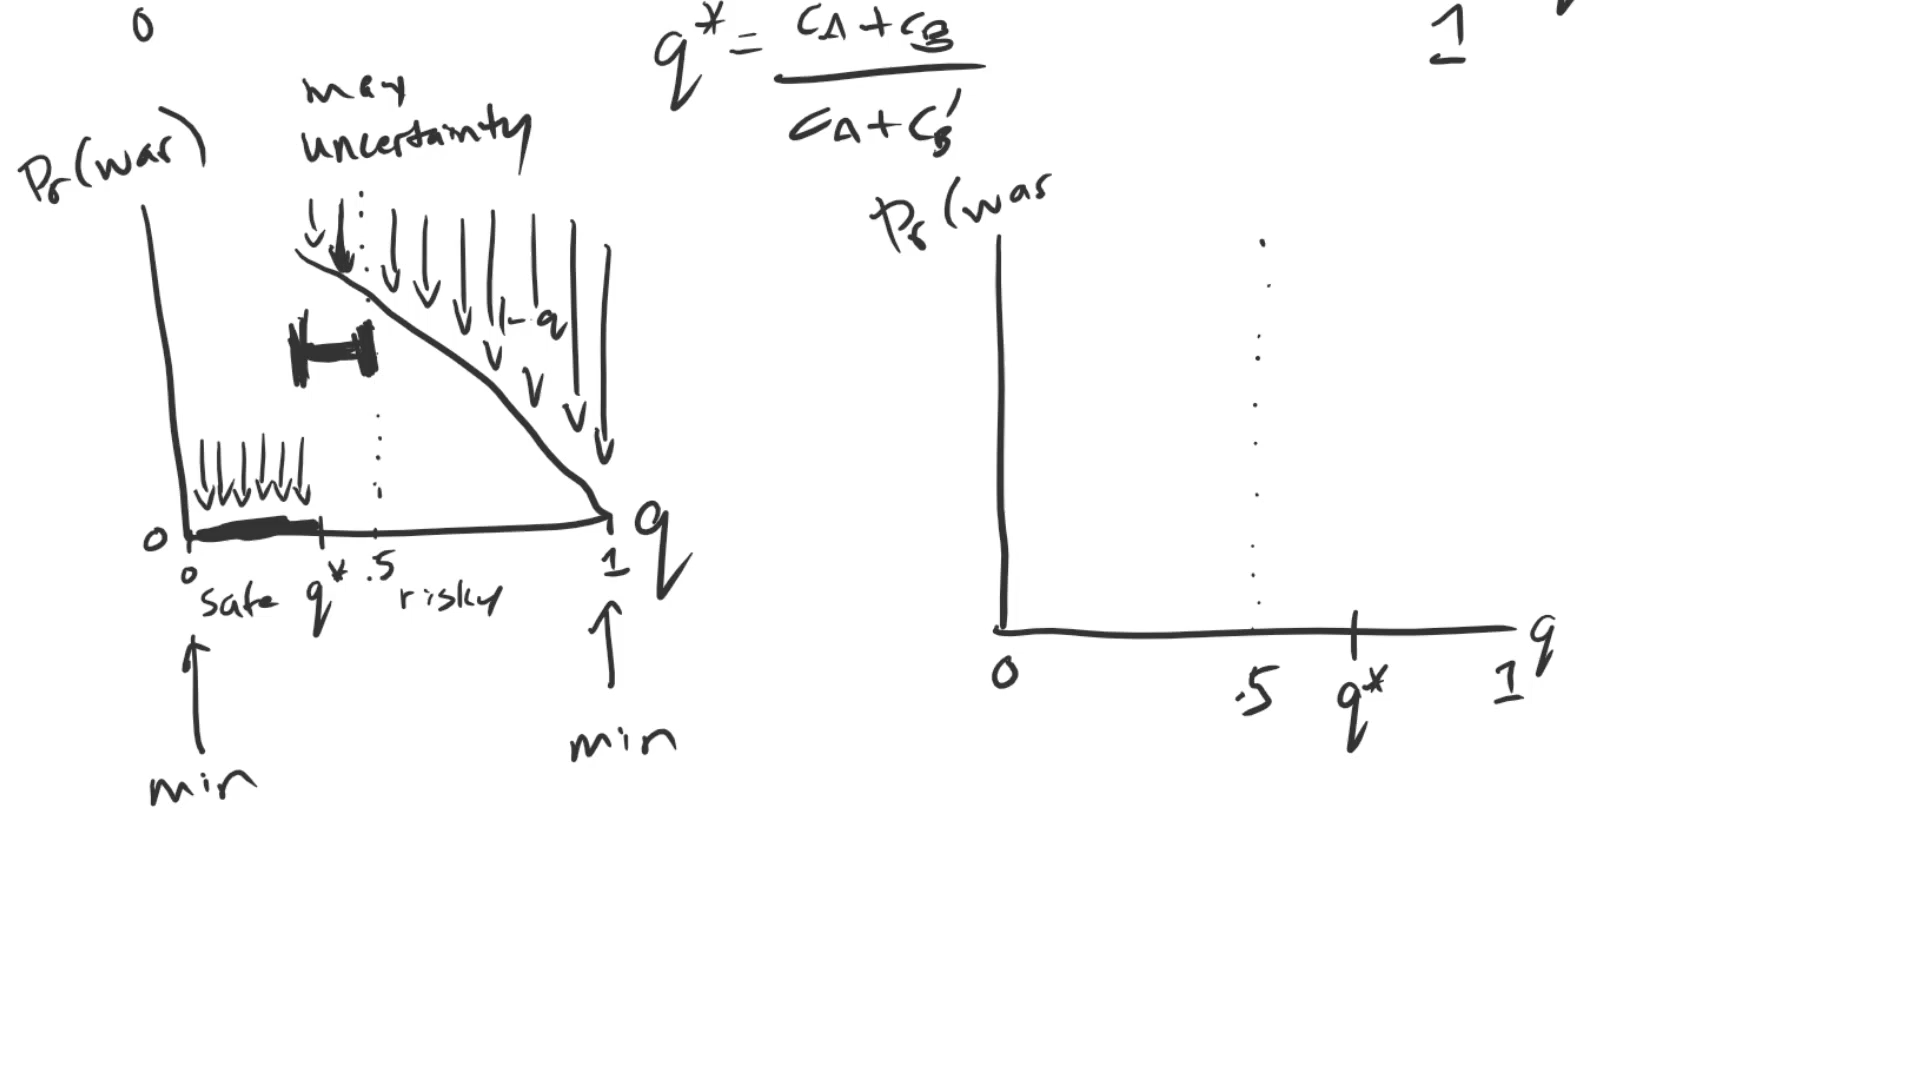 0
q* = cA + cB
cA + cB'
1
max
uncertainty
Pr(war)
1-q
0
0
safe
q*
.5
risky
1
q
min
min
Pr(war
0
.5
q*
1
q